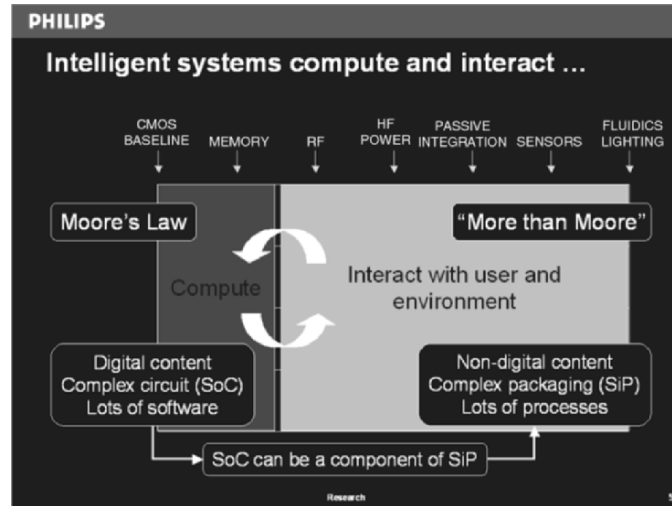 PHILIPS
Intelligent systems compute and interact ...
CMOS
BASELINE
MEMORY
RF
HF
POWER
PASSIVE
INTEGRATION
SENSORS
FLUIDICS
LIGHTING
Moore's Law
"More than Moore"
Compute
Interact with user and
environment
Digital content
Complex circuit (SoC)
Lots of software
Non-digital content
Complex packaging (SiP)
Lots of processes
SoC can be a component of SiP
Research